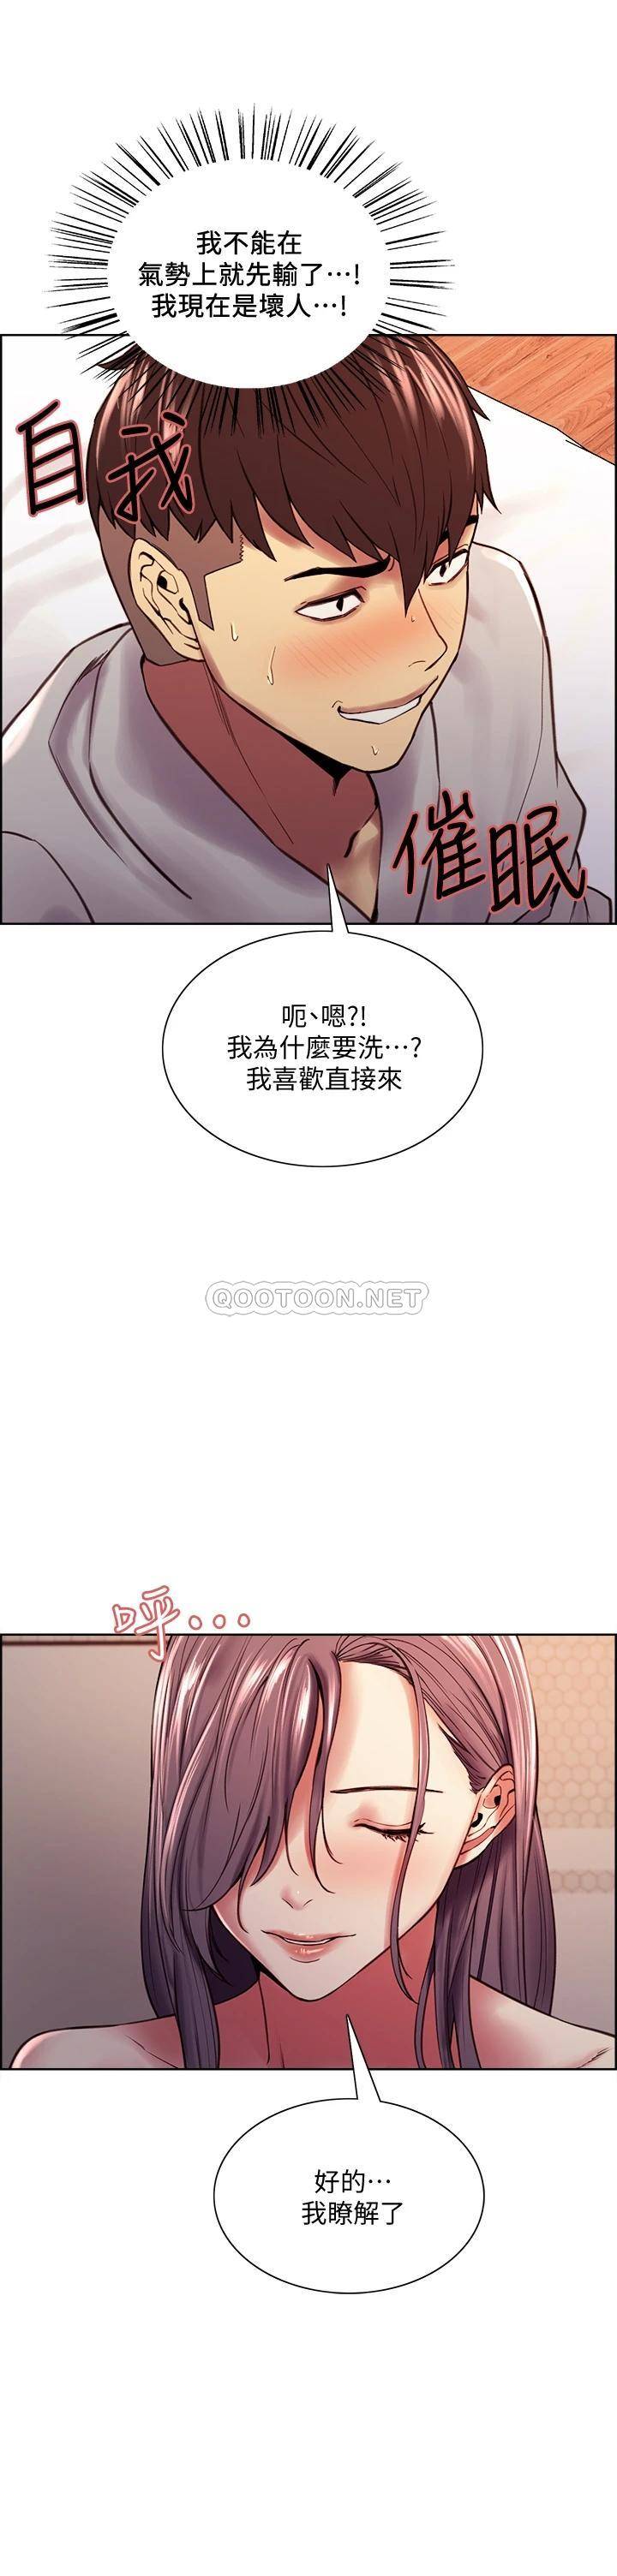 我不能在
氣勢上就先輸了⋯!
我現在是壞人⋯!
自我
催眠
呃、嗯?!
我為什麼要洗⋯?
我喜歡直接來
QOOTOON.NET
呼⋯
好的⋯
我瞭解了